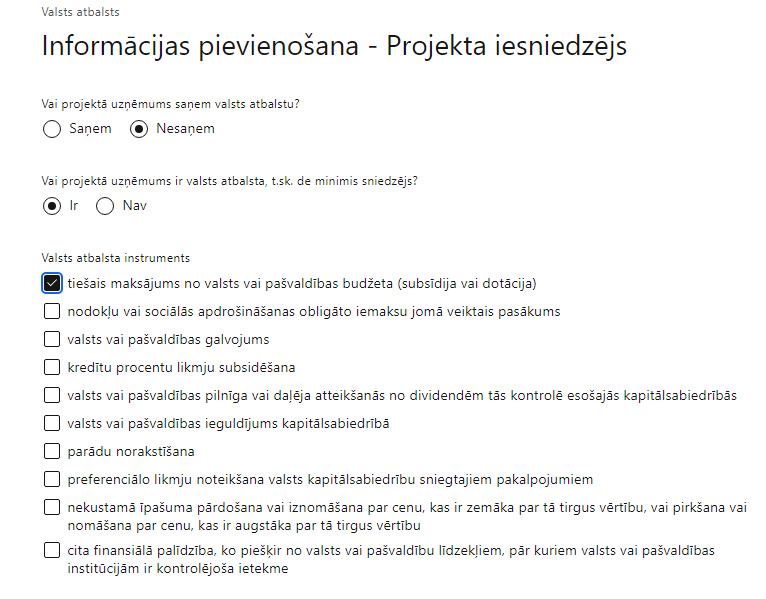 Valsts atbalsts
Informācijas pievienošana - Projekta iesniedzējs
Vai projektā uzņēmums saņem valsts atbalstu?
Saņem Nesaņem
Vai projektā uzņēmums ir valsts atbalsta, t.sk. de minimis sniedzējs?
Ir Nav
Valsts atbalsta instruments
tiešais maksājums no valsts vai pašvaldības budžeta (subsīdija vai dotācija)
nodokļu vai sociālās apdrošināšanas obligāto iemaksu jomā veiktais pasākums
valsts vai pašvaldības galvojums
kredītu procentu likmju subsidēšana
valsts vai pašvaldības pilnīga vai daļēja atteikšanās no dividendēm tās kontrolē esošajās kapitālsabiedrībās
valsts vai pašvaldības ieguldījums kapitālsabiedrībā
parādu norakstīšana
preferenciālo likmju noteikšana valsts kapitālsabiedrību sniegtajiem pakalpojumiem
nekustamā īpašuma pārdošana vai iznomāšana par cenu, kas ir zemāka par tā tirgus vērtību, vai pirkšana vai
nomāšana par cenu, kas ir augstāka par tā tirgus vērtību
cita finansiālā palīdzība, ko piešķir no valsts vai pašvaldību līdzekļiem, pār kuriem valsts vai pašvaldības
institūcijām ir kontrolējoša ietekme